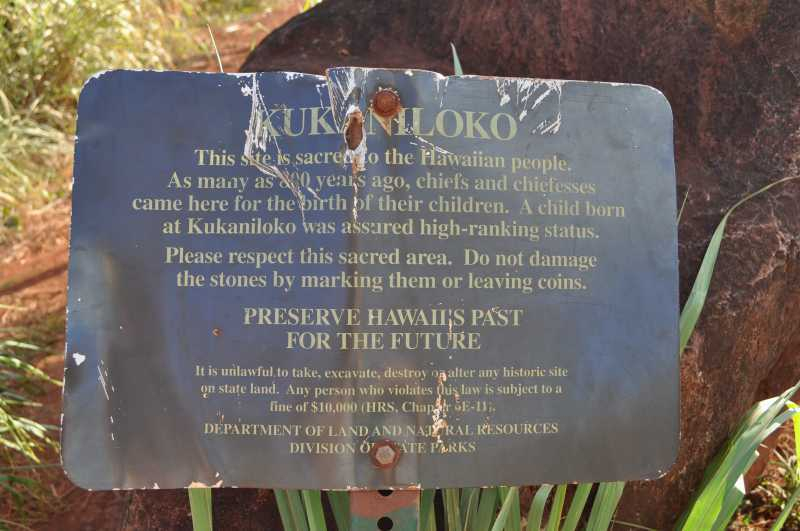 KUKANILOKO
This site is sacred to the Hawaiian people.
As many as 800 years ago, chiefs and chiefesses
came here for the birth of their children. A child born
at Kukaniloko was assured high-ranking status.
Please respect this sacred area. Do not damage
the stones by marking them or leaving coins.
PRESERVE HAWAII'S PAST
FOR THE FUTURE
It is unlawful to take, excavate, destroy or alter any historic site
on state land. Any person who violates this law is subject to a
fine of $10,000 (HRS, Chapter 6E-11).
DEPARTMENT OF LAND AND NATURAL RESOURCES
DIVISION OF STATE PARKS